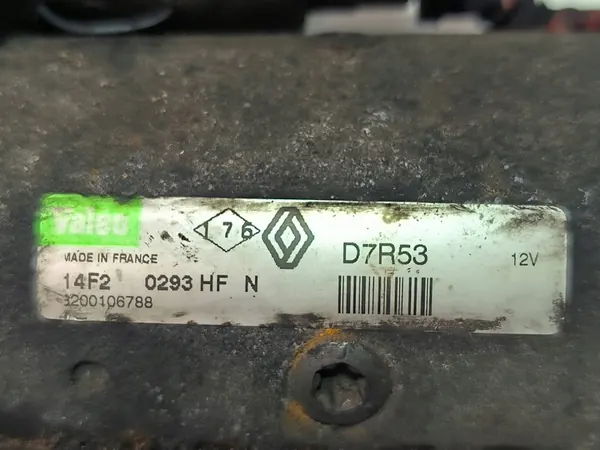 Valeo 176 D7R53 12V
MADE IN FRANCE
14F2 0293 HF N
8200106788